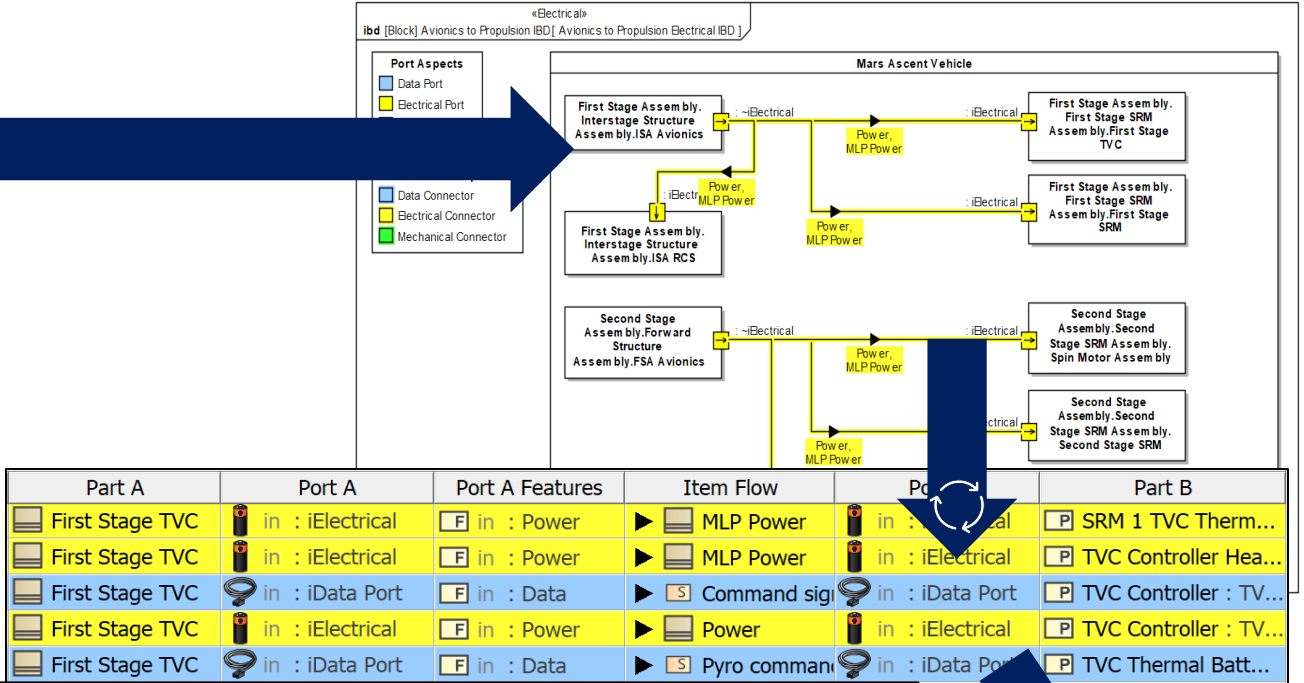 «Electrical»
ibd [Block] Avionics to Propulsion IBD[ Avionics to Propulsion Electrical IBD ]
Port Aspects
Data Port
Electrical Port
Data Connector
Electrical Connector
Mechanical Connector
Mars Ascent Vehicle
First Stage Assembly.
Interstage Structure
Assembly.ISA Avionics
: ~iElectrical
Power,
MLP Power
: iElectrical
First Stage Assembly.
First Stage SRM
Assembly.First Stage
TVC
: iElectr
Power,
MLP Power
First Stage Assembly.
Interstage Structure
Assembly.ISA RCS
Power,
MLP Power
: iElectrical
First Stage Assembly.
First Stage SRM
Assembly.First Stage
SRM
Second Stage
Assembly.Forward
Structure
Assembly.FSA Avionics
: ~iElectrical
Power,
MLP Power
: iElectrical
Second Stage
Assembly.Second
Stage SRM Assembly.
Spin Motor Assembly
Power,
MLP Power
ctrical
Second Stage
Assembly.Second
Stage SRM Assembly.
Second Stage SRM
Part A Port A Port A Features Item Flow Po Part B
First Stage TVC in : iElectrical F in : Power MLP Power in : al P SRM 1 TVC Therm...
First Stage TVC in : iElectrical F in : Power MLP Power in : iElectrical P TVC Controller Hea...
First Stage TVC in : iData Port F in : Data S Command sig in : iData Port P TVC Controller : TV...
First Stage TVC in : iElectrical F in : Power Power in : iElectrical P TVC Controller : TV...
First Stage TVC in : iData Port F in : Data S Pyro comman in : iData Port P TVC Thermal Batt...